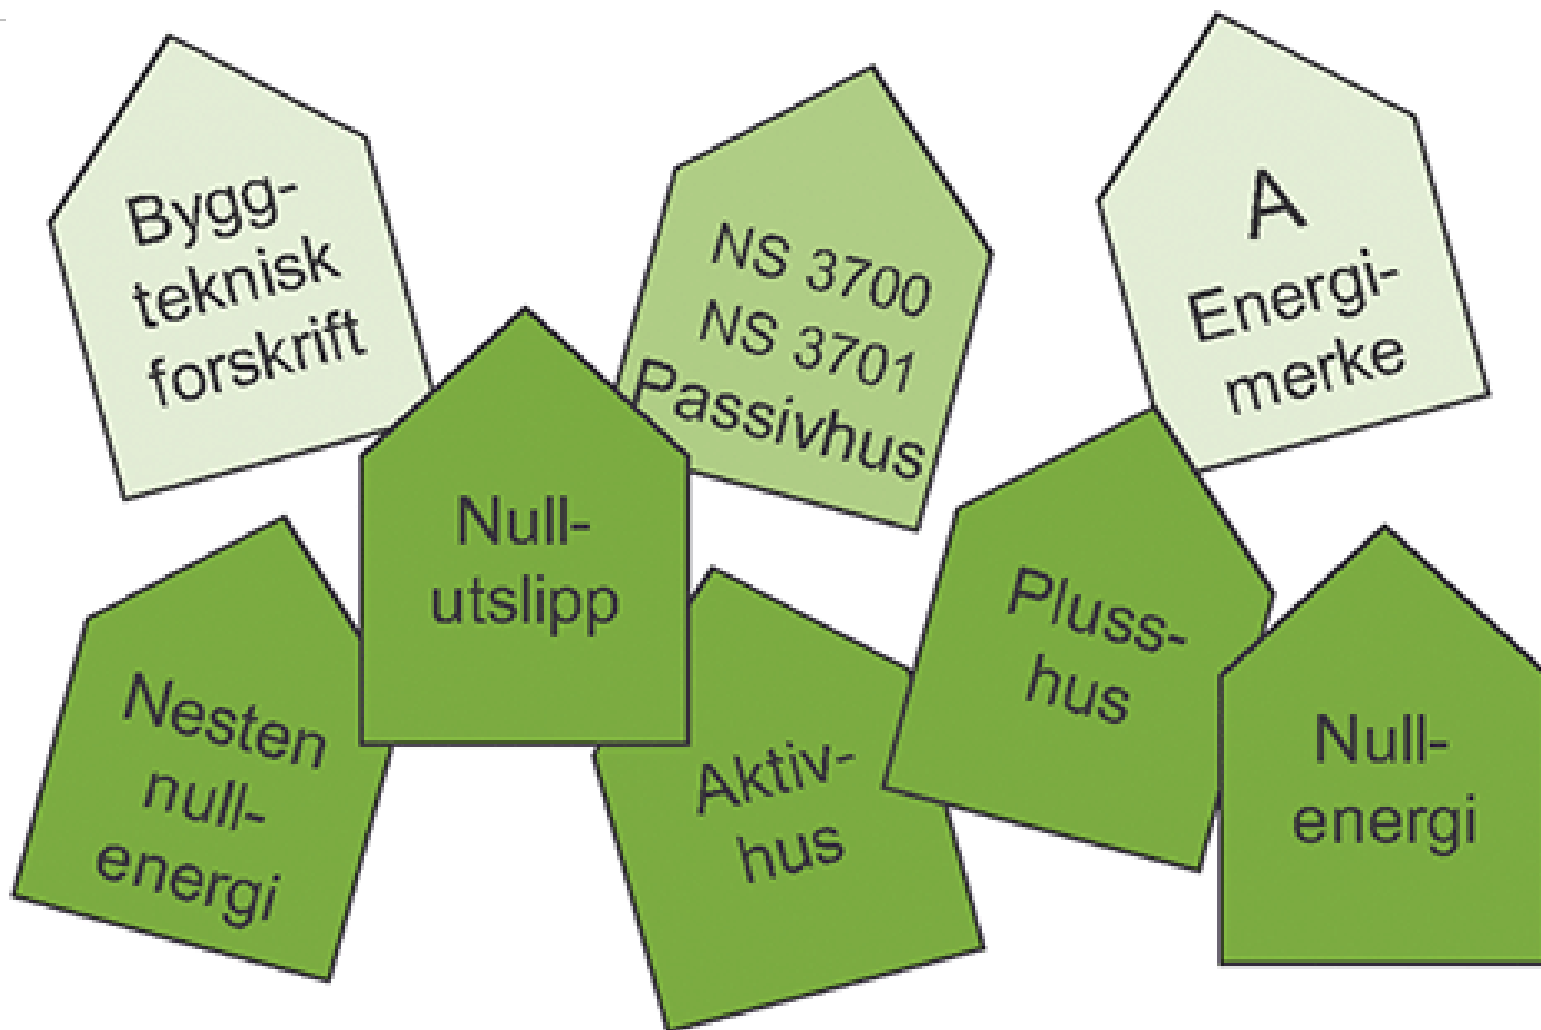 Bygg-
teknisk
forskrift
NS 3700
NS 3701
Passivhus
A
Energi-
merke
Null-
utslipp
Nesten
null-
energi
Aktiv-
hus
Pluss-
hus
Null-
energi